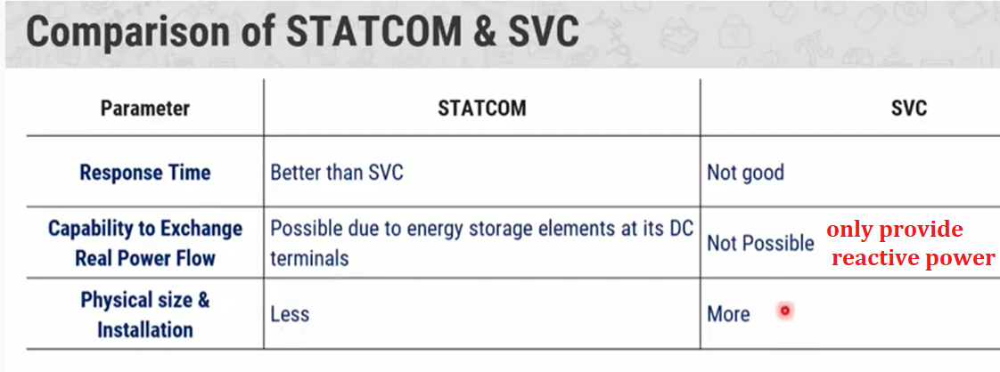 Comparison of STATCOM & SVC
Parameter
STATCOM
SVC
Response Time
Better than SVC
Not good
Capability to Exchange
Real Power Flow
Possible due to energy storage elements at its DC
terminals
Not Possible
only provide
reactive power
Physical size &
Installation
Less
More